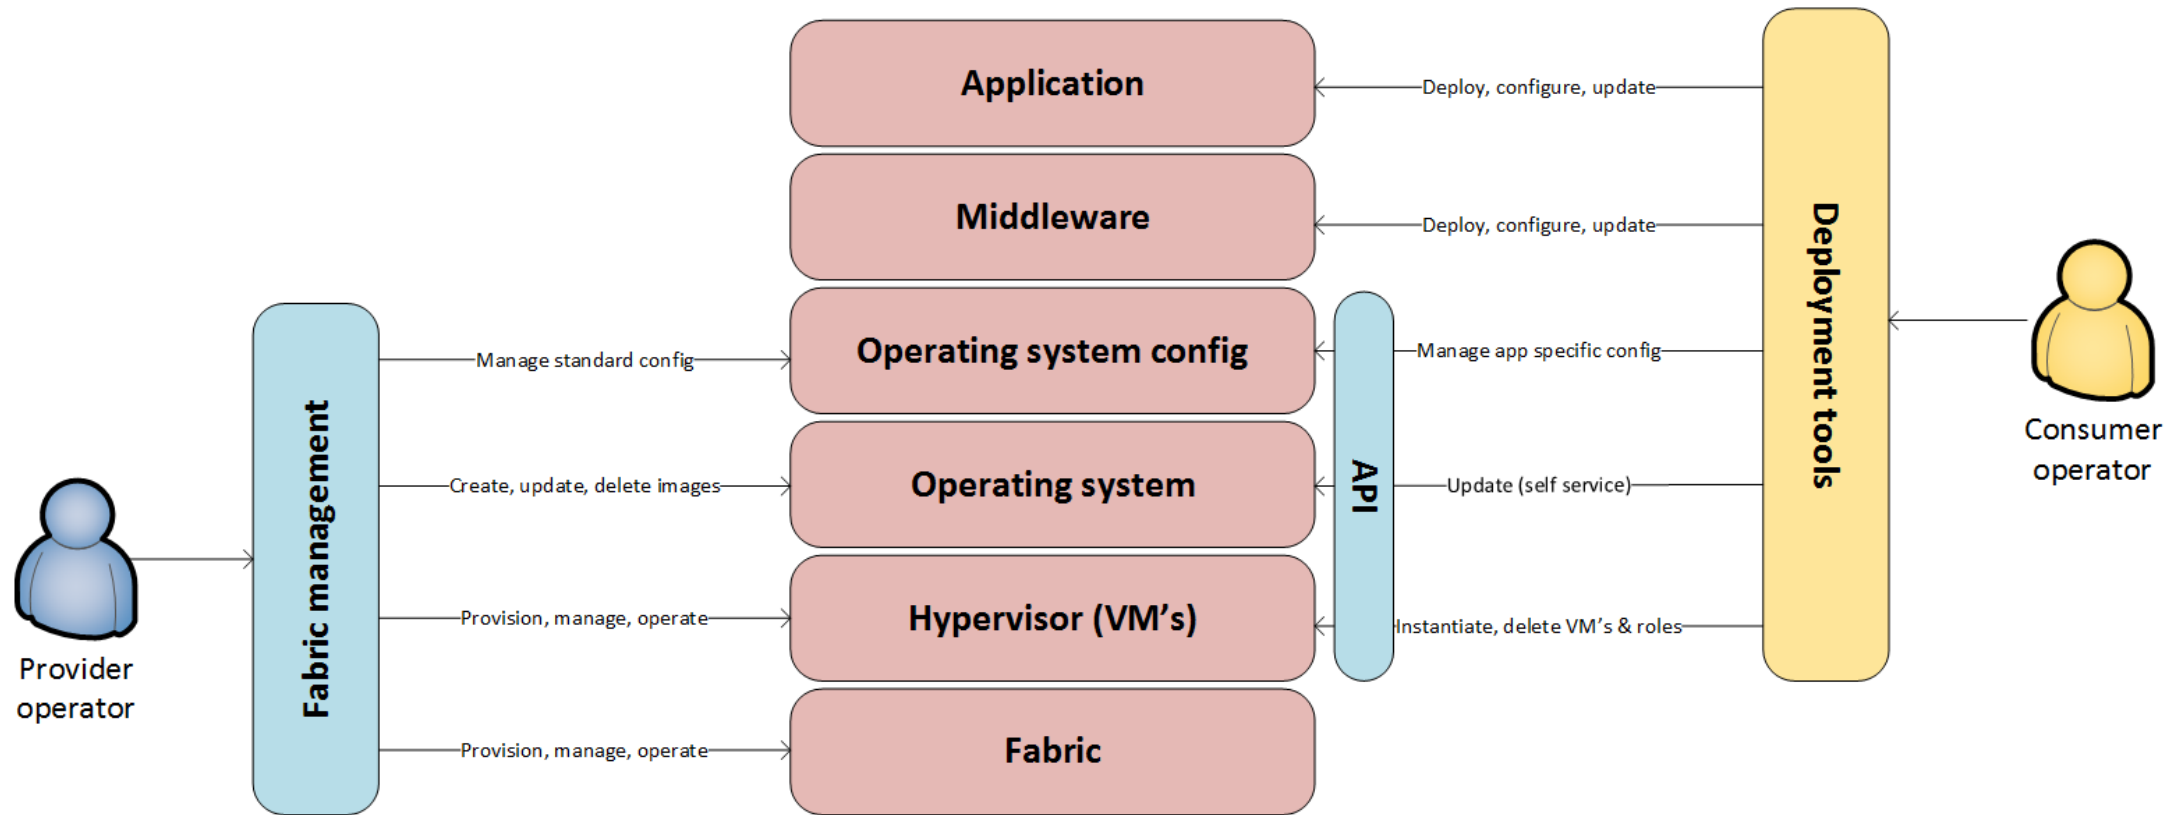 Application
Deploy, configure, update
Middleware
Deploy, configure, update
Manage standard config
Operating system config
Manage app specific config
Create, update, delete images
Operating system
Update (self service)
Provision, manage, operate
Hypervisor (VM's)
Instantiate, delete VM's & roles
Provision, manage, operate
Fabric
Fabric management
API
Deployment tools
Provider
operator
Consumer
operator